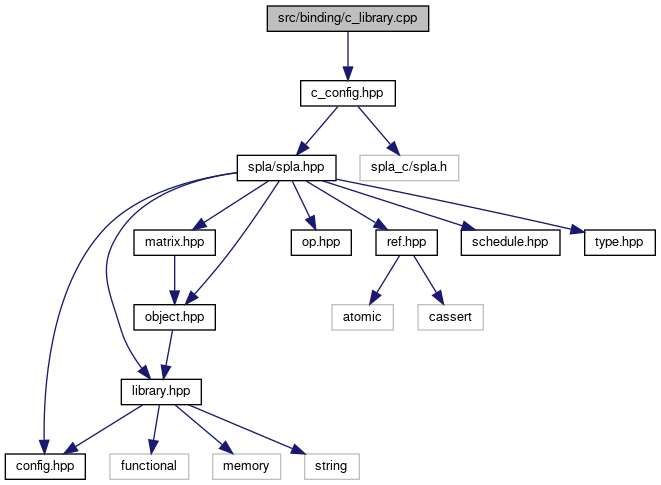 src/binding/c_library.cpp
c_config.hpp
spla/spla.hpp
spla_c/spla.h
matrix.hpp
op.hpp
ref.hpp
schedule.hpp
type.hpp
object.hpp
atomic
cassert
library.hpp
config.hpp
functional
memory
string